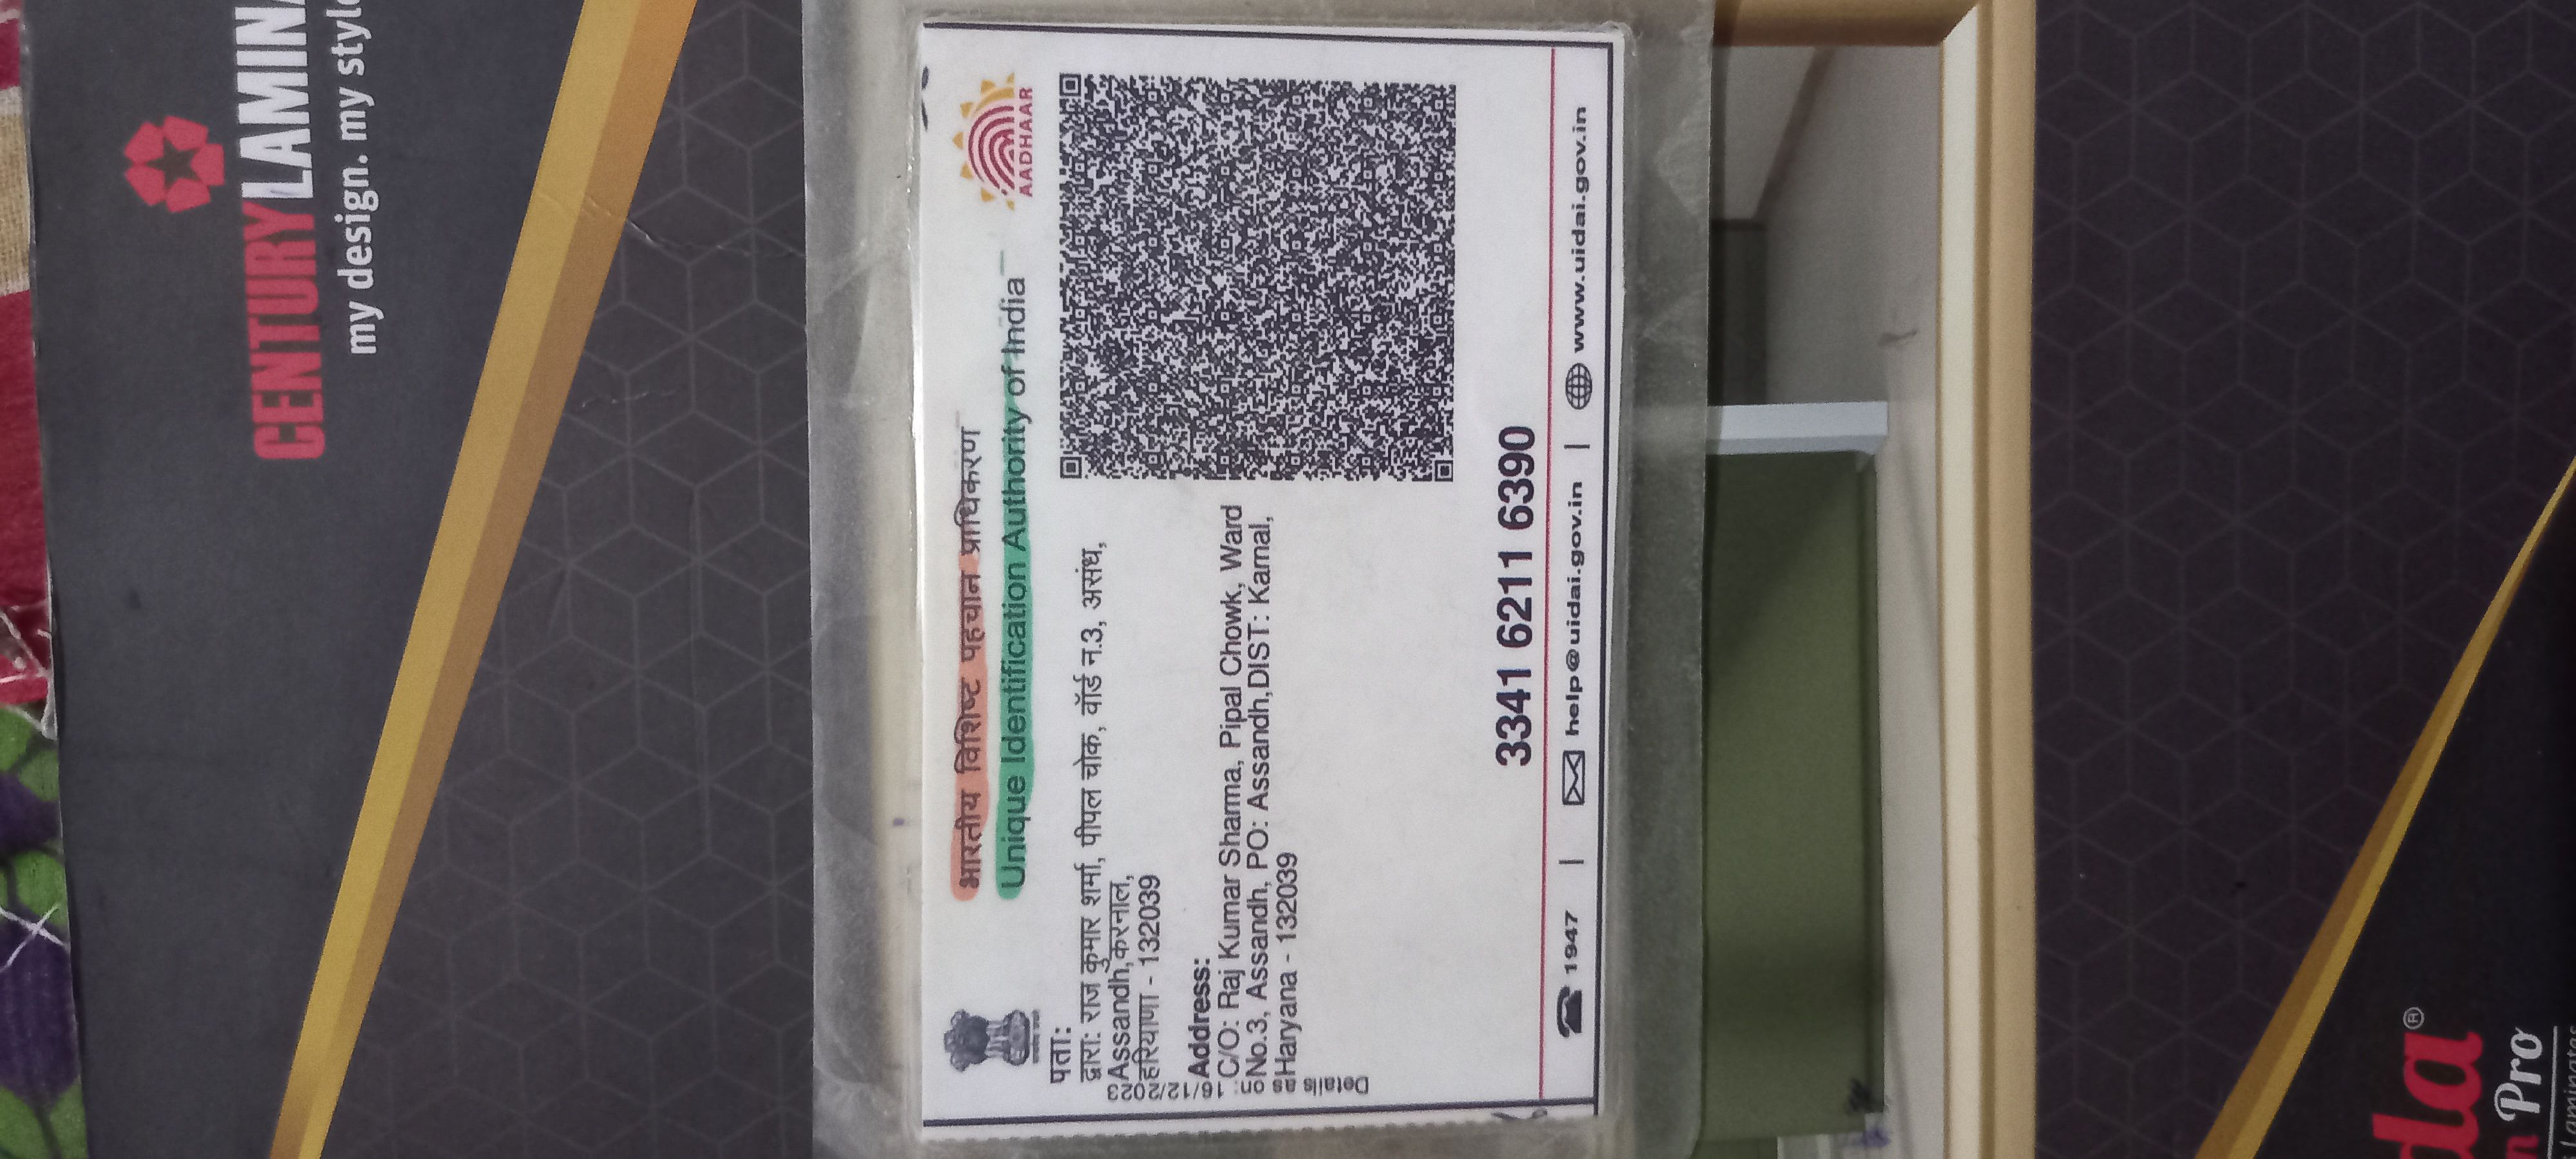 CENTURYLAMINA
my design. my style
भारतीय विशिष्ट पहचान प्राधिकरण
Unique Identification Authority of India
AADHAAR
पता:
द्वारा: राज कुमार शर्मा, पीपल चोक, वॉर्ड न.3, असंध,
Assandh,करनाल,
हरियाणा - 132039
Address:
C/O: Raj Kumar Sharma, Pipal Chowk, Ward
No.3, Assandh, PO: Assandh,DIST: Karnal,
Haryana - 132039
Details as on: 16/12/2023
3341 6211 6390
1947 | help@uidai.gov.in | www.uidai.gov.in
da®
n Pro
Laminates